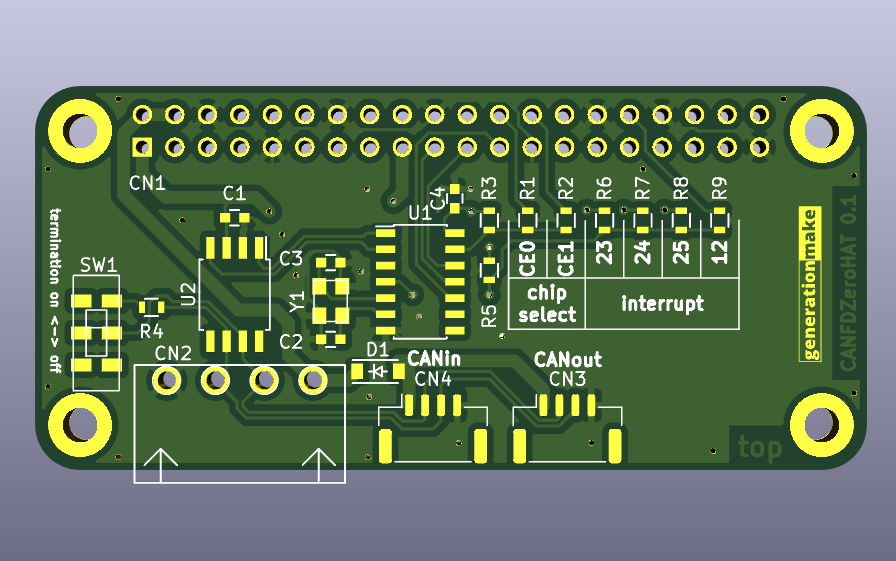 CN1
C1
C4
U1
R3
R1
R2
R6
R7
R8
R9
CE0
CE1
23
24
25
12
chip
select
interrupt
R5
generationmake
CANFDZeroHAT 0.1
termination on <-> off
SW1
R4
U2
C3
Y1
C2
D1
CN2
CANin
CN4
CANout
CN3
top